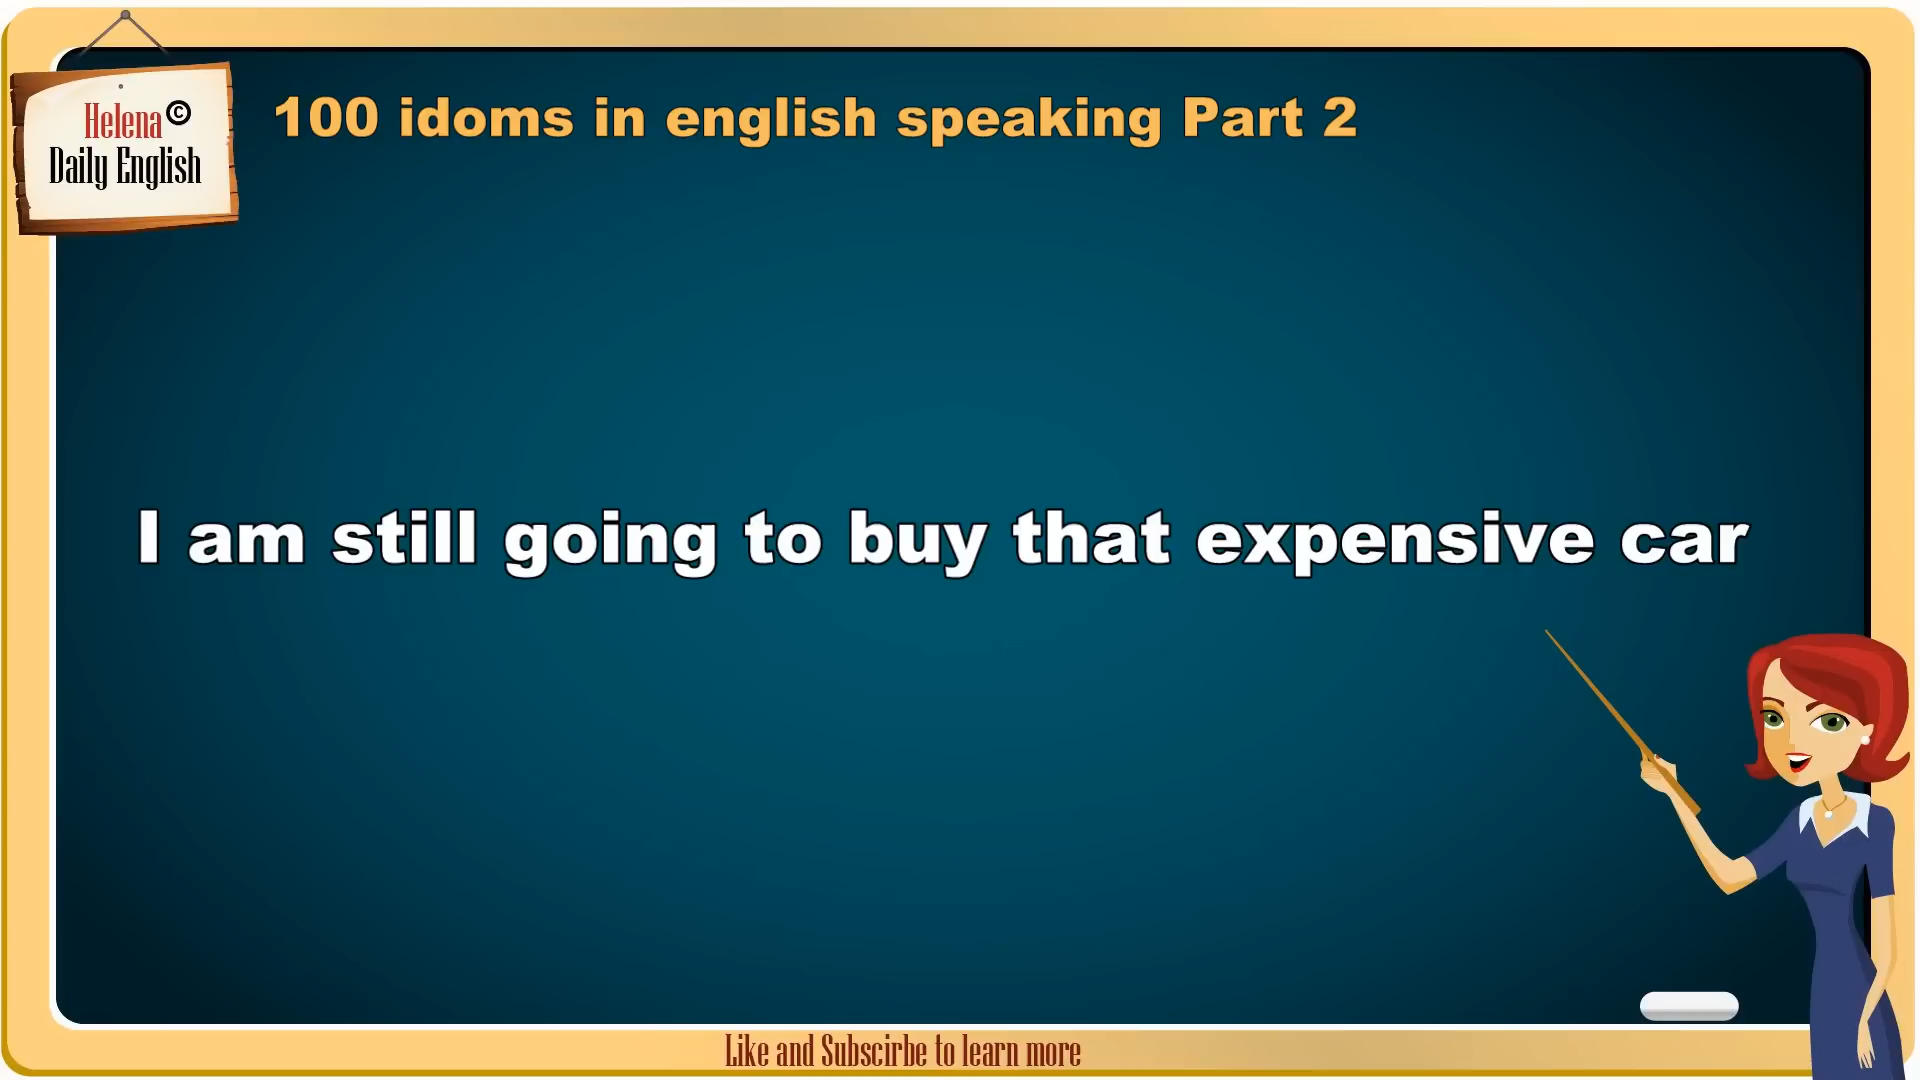 Helena ©
Daily English
100 idoms in english speaking Part 2
I am still going to buy that expensive car
Like and Subscirbe to learn more